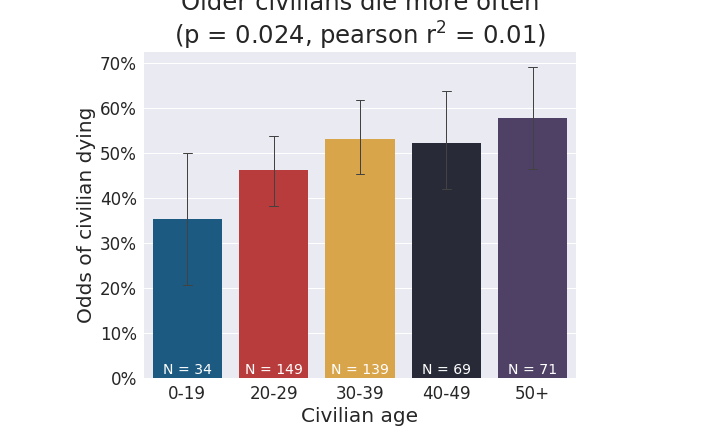 Older civilians die more often
(p = 0.024, pearson r² = 0.01)
Odds of civilian dying
70%
60%
50%
40%
30%
20%
10%
0%
N = 34 N = 149 N = 139 N = 69 N = 71
0-19 20-29 30-39 40-49 50+
Civilian age